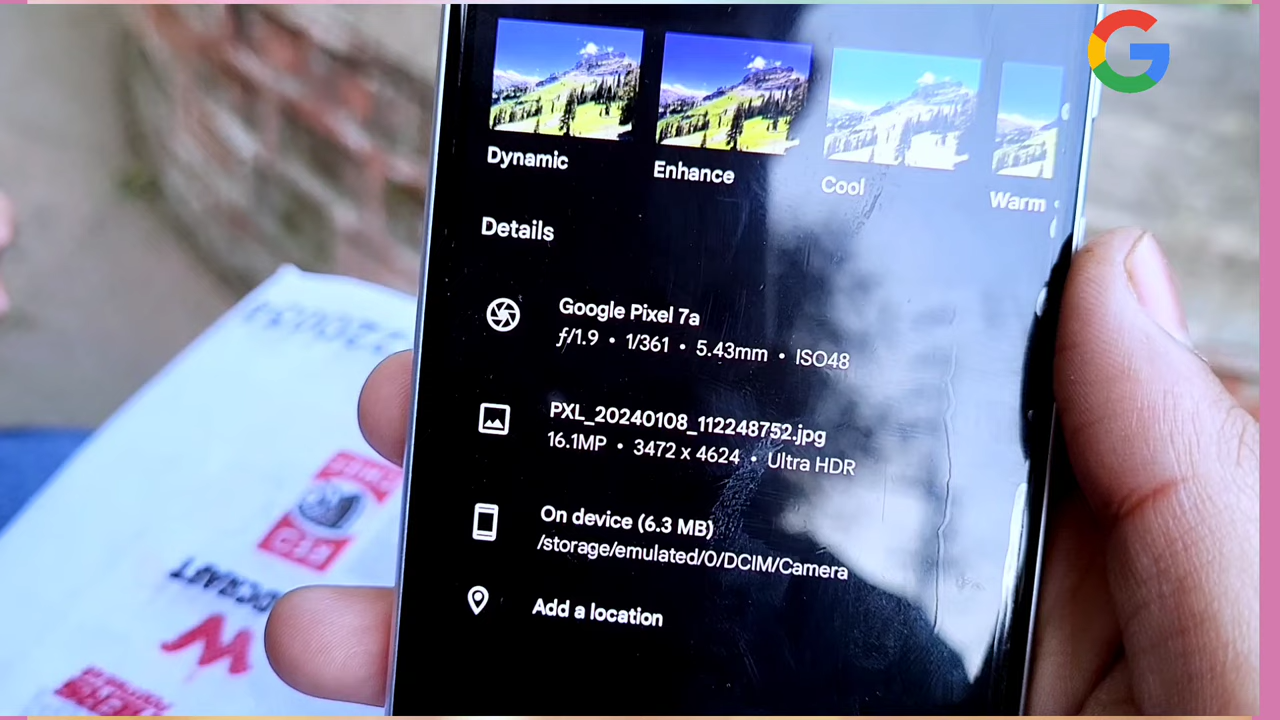 Dynamic
Enhance
Cool
Warm
Details
Google Pixel 7a
ƒ/1.9 • 1/361 • 5.43mm • ISO48
PXL_20240108_112248752.jpg
16.1MP • 3472 x 4624 • Ultra HDR
On device (6.3 MB)
/storage/emulated/0/DCIM/Camera
Add a location
W